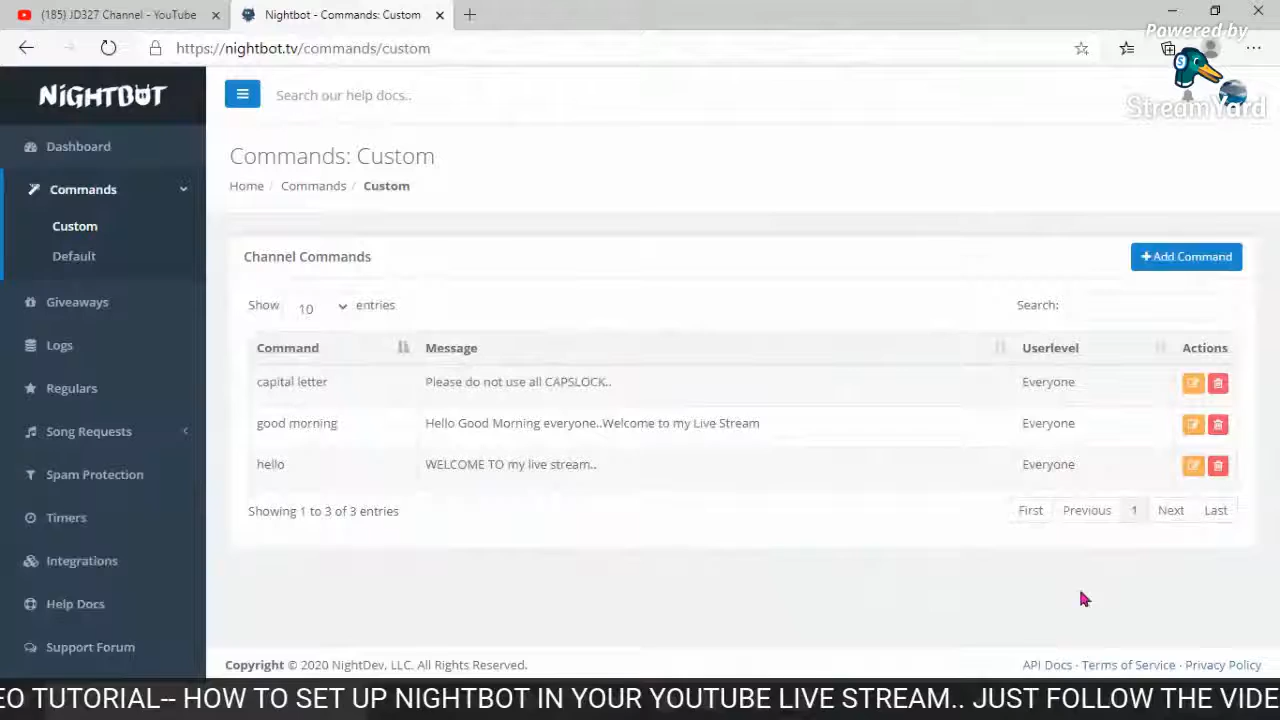 (185) JD327 Channel - YouTube
Nightbot - Commands: Custom
https://nightbot.tv/commands/custom
Powered by
StreamYard
NiGHTBOT
Search our help docs..
Dashboard
Commands
Custom
Default
Giveaways
Logs
Regulars
Song Requests
Spam Protection
Timers
Integrations
Help Docs
Support Forum
Commands: Custom
Home / Commands / Custom
Channel Commands
+Add Command
Show 10 entries
Search:
Command Message Userlevel Actions
capital letter Please do not use all CAPSLOCK.. Everyone
good morning Hello Good Morning everyone..Welcome to my Live Stream Everyone
hello WELCOME TO my live stream.. Everyone
Showing 1 to 3 of 3 entries
First Previous 1 Next Last
Copyright © 2020 NightDev, LLC. All Rights Reserved.
API Docs · Terms of Service · Privacy Policy
EO TUTORIAL-- HOW TO SET UP NIGHTBOT IN YOUR YOUTUBE LIVE STREAM.. JUST FOLLOW THE VIDE